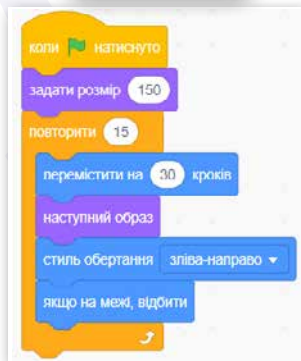 коли натиснуто
задати розмір 150
повторити 15
перемістити на 30 кроків
наступний образ
стиль обертання зліва-направо
якщо на межі, відбити